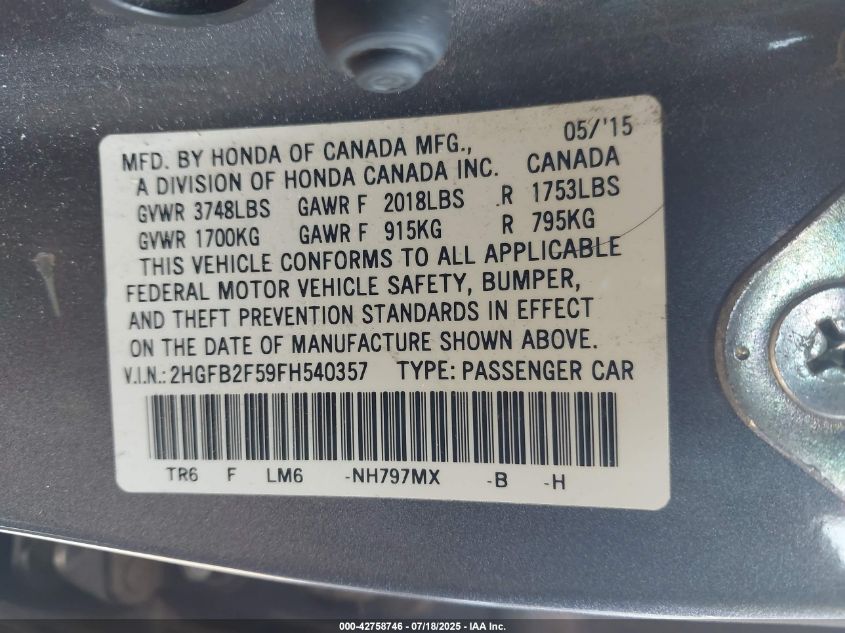 05/'15
MFD. BY HONDA OF CANADA MFG.,
A DIVISION OF HONDA CANADA INC. CANADA
GVWR 3748LBS GAWR F 2018LBS R 1753LBS
GVWR 1700KG GAWR F 915KG R 795KG
THIS VEHICLE CONFORMS TO ALL APPLICABLE
FEDERAL MOTOR VEHICLE SAFETY, BUMPER,
AND THEFT PREVENTION STANDARDS IN EFFECT
ON THE DATE OF MANUFACTURE SHOWN ABOVE.
V.I.N.: 2HGFB2F59FH540357 TYPE: PASSENGER CAR
TR6 F LM6 -NH797MX -B -H
000-42758746 - 07/18/2025 - IAA Inc.